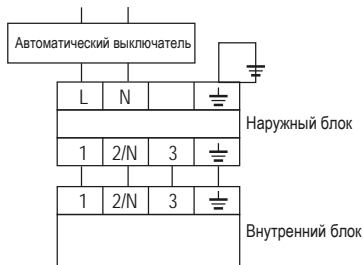 Автоматический выключатель
L N
Наружный блок
1 2/N 3
1 2/N 3
Внутренний блок